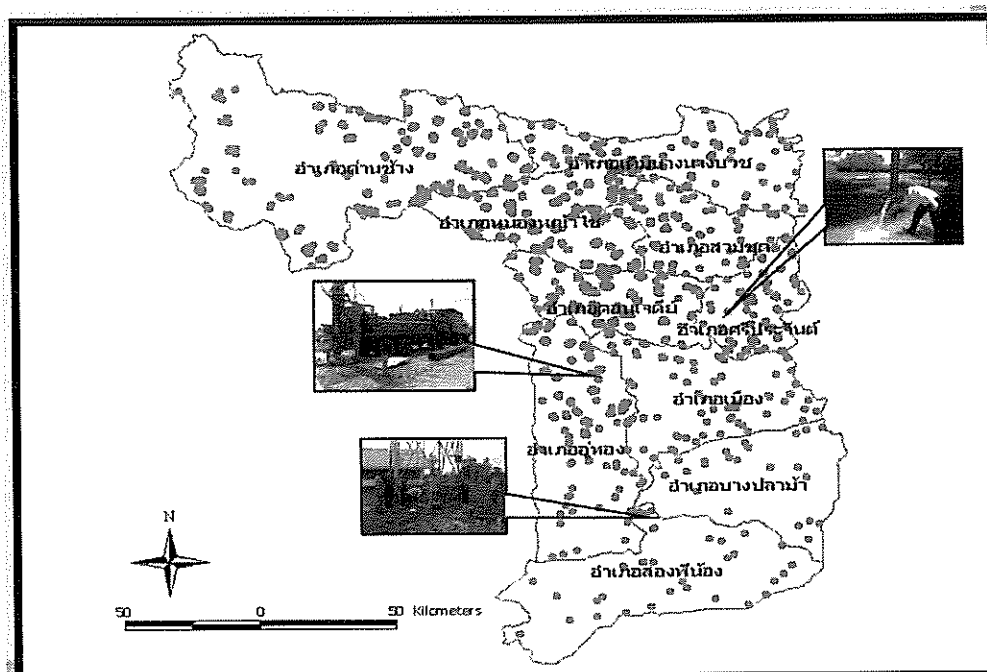 อำเภอเดิมบางนางบวช
อำเภอด่านช้าง
อำเภอหนองหญ้าไซ
อำเภอสามชุก
อำเภอดอนเจดีย์
อำเภอศรีประจันต์
อำเภอเมือง
อำเภออู่ทอง
อำเภอบางปลาม้า
อำเภอสองพี่น้อง
N
50 0 50 Kilometers